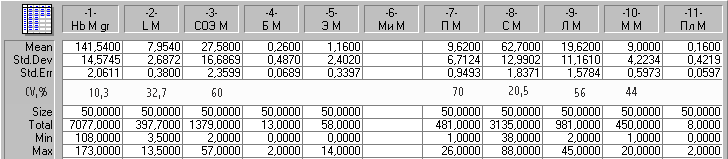 -1- -2- -3- -4- -5- -6- -7- -8- -9- -10- -11-
Hb M gr L M СОЭ М Б М Э М Ми М П М С М Л М М М Пл М
Mean 141,5400 7,9540 27,5800 0,2600 1,1600 9,6200 62,7000 19,6200 9,0000 0,1600
Std.Dev 14,5745 2,6872 16,6869 0,4870 2,4020 6,7124 12,9902 11,1610 4,2234 0,4219
Std.Err 2,0611 0,3800 2,3599 0,0689 0,3397 0,9493 1,8371 1,5784 0,5973 0,0597
CV,% 10,3 32,7 60 70 20,5 56 44
Size 50,0000 50,0000 50,0000 50,0000 50,0000 50,0000 50,0000 50,0000 50,0000 50,0000
Total 7077,0000 397,7000 1379,0000 13,0000 58,0000 481,0000 3135,0000 981,0000 450,0000 8,0000
Min 108,0000 3,5000 2,0000 0,0000 0,0000 1,0000 38,0000 2,0000 1,0000 0,0000
Max 173,0000 13,5000 57,0000 2,0000 14,0000 26,0000 88,0000 45,0000 20,0000 2,0000